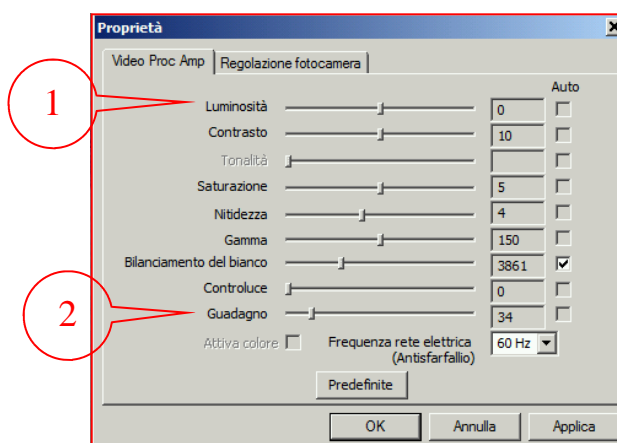 Proprietà
Video Proc Amp Regolazione fotocamera
Auto
1
Luminosità 0
Contrasto 10
Tonalità
Saturazione 5
Nitidezza 4
Gamma 150
Bilanciamento del bianco 3861
Controluce 0
2
Guadagno 34
Attiva colore Frequenza rete elettrica 60 Hz
(Antisfarfallio)
Predefinite
OK Annulla Applica